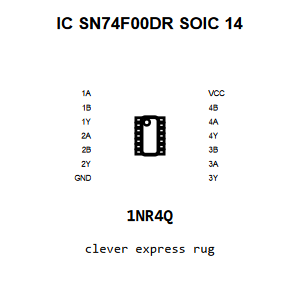 IC SN74F00DR SOIC 14
1A VCC
1B 4B
1Y 4A
2A 4Y
2B 3B
2Y 3A
GND 3Y
1NR4Q
clever express rug